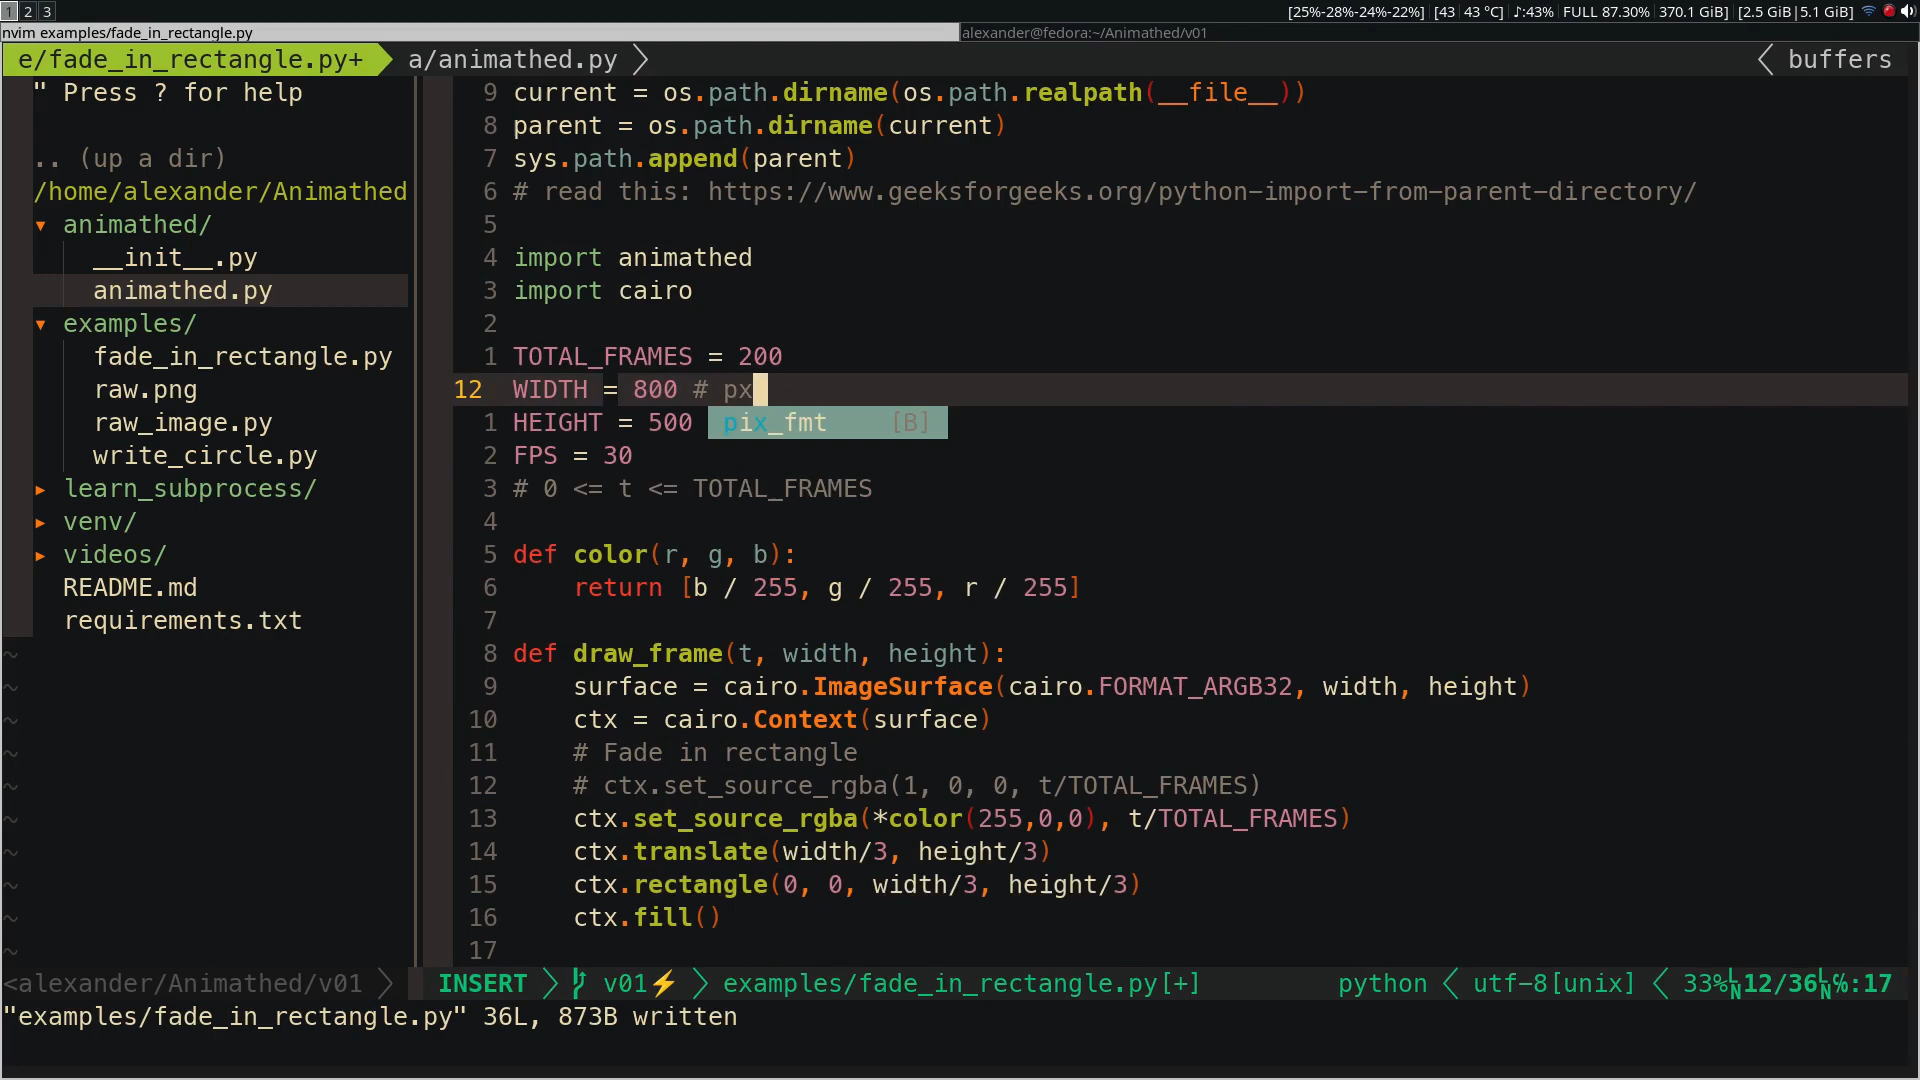 1 2 3 [25%-28%-24%-22%] [43 43 °C] ♪:43% FULL 87.30% 370.1 GiB] [2.5 GiB|5.1 GiB]
nvim examples/fade_in_rectangle.py alexander@fedora:~/Animathed/v01
e/fade_in_rectangle.py+ a/animathed.py buffers
" Press ? for help
.. (up a dir)
/home/alexander/Animathed
▾ animathed/
__init__.py
animathed.py
▾ examples/
fade_in_rectangle.py
raw.png
raw_image.py
write_circle.py
▸ learn_subprocess/
▸ venv/
▸ videos/
README.md
requirements.txt
~
~
~
~
~
~
~
~
~
~
9 current = os.path.dirname(os.path.realpath(__file__))
8 parent = os.path.dirname(current)
7 sys.path.append(parent)
6 # read this: https://www.geeksforgeeks.org/python-import-from-parent-directory/
5
4 import animathed
3 import cairo
2
1 TOTAL_FRAMES = 200
12 WIDTH = 800 # px
1 HEIGHT = 500 pix_fmt [B]
2 FPS = 30
3 # 0 <= t <= TOTAL_FRAMES
4
5 def color(r, g, b):
6 return [b / 255, g / 255, r / 255]
7
8 def draw_frame(t, width, height):
9 surface = cairo.ImageSurface(cairo.FORMAT_ARGB32, width, height)
10 ctx = cairo.Context(surface)
11 # Fade in rectangle
12 # ctx.set_source_rgba(1, 0, 0, t/TOTAL_FRAMES)
13 ctx.set_source_rgba(*color(255,0,0), t/TOTAL_FRAMES)
14 ctx.translate(width/3, height/3)
15 ctx.rectangle(0, 0, width/3, height/3)
16 ctx.fill()
17
<alexander/Animathed/v01 INSERT v01⚡ examples/fade_in_rectangle.py[+] python utf-8[unix] 33%␤12/36␤℅:17
"examples/fade_in_rectangle.py" 36L, 873B written